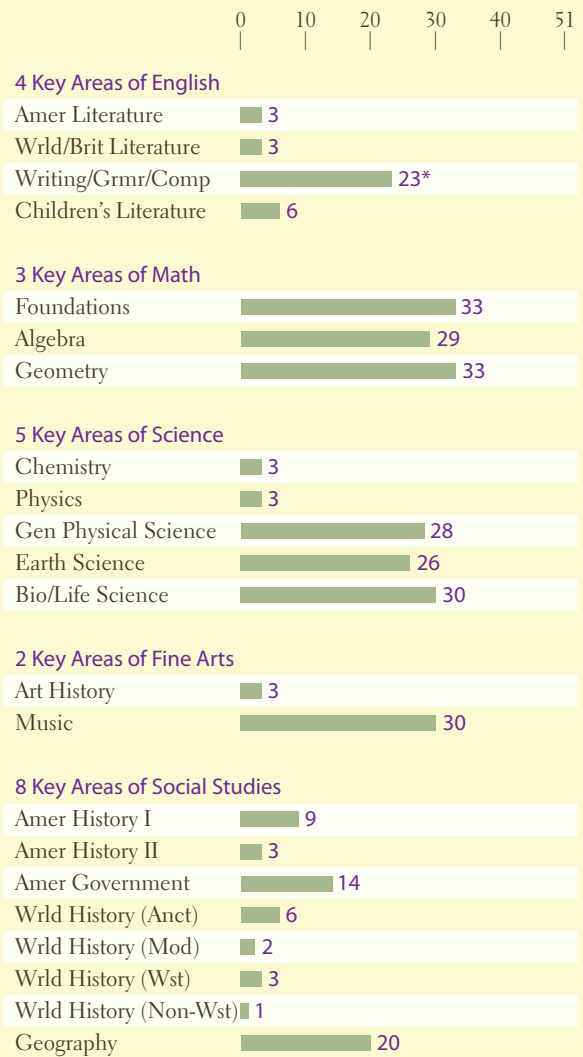 0 10 20 30 40 51
4 Key Areas of English
Amer Literature 3
Wrld/Brit Literature 3
Writing/Grmr/Comp 23*
Children’s Literature 6
3 Key Areas of Math
Foundations 33
Algebra 29
Geometry 33
5 Key Areas of Science
Chemistry 3
Physics 3
Gen Physical Science 28
Earth Science 26
Bio/Life Science 30
2 Key Areas of Fine Arts
Art History 3
Music 30
8 Key Areas of Social Studies
Amer History I 9
Amer History II 3
Amer Government 14
Wrld History (Anct) 6
Wrld History (Mod) 2
Wrld History (Wst) 3
Wrld History (Non-Wst) 1
Geography 20